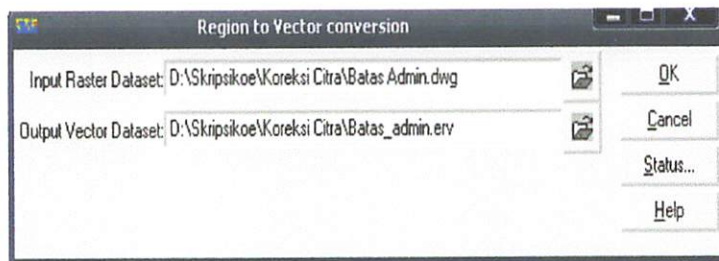 Region to Vector conversion
Input Raster Dataset: D:\Skripsikoe\Koreksi Citra\Batas Admin.dwg
OK
Output Vector Dataset: D:\Skripsikoe\Koreksi Citra\Batas_admin.erv
Cancel
Status...
Help